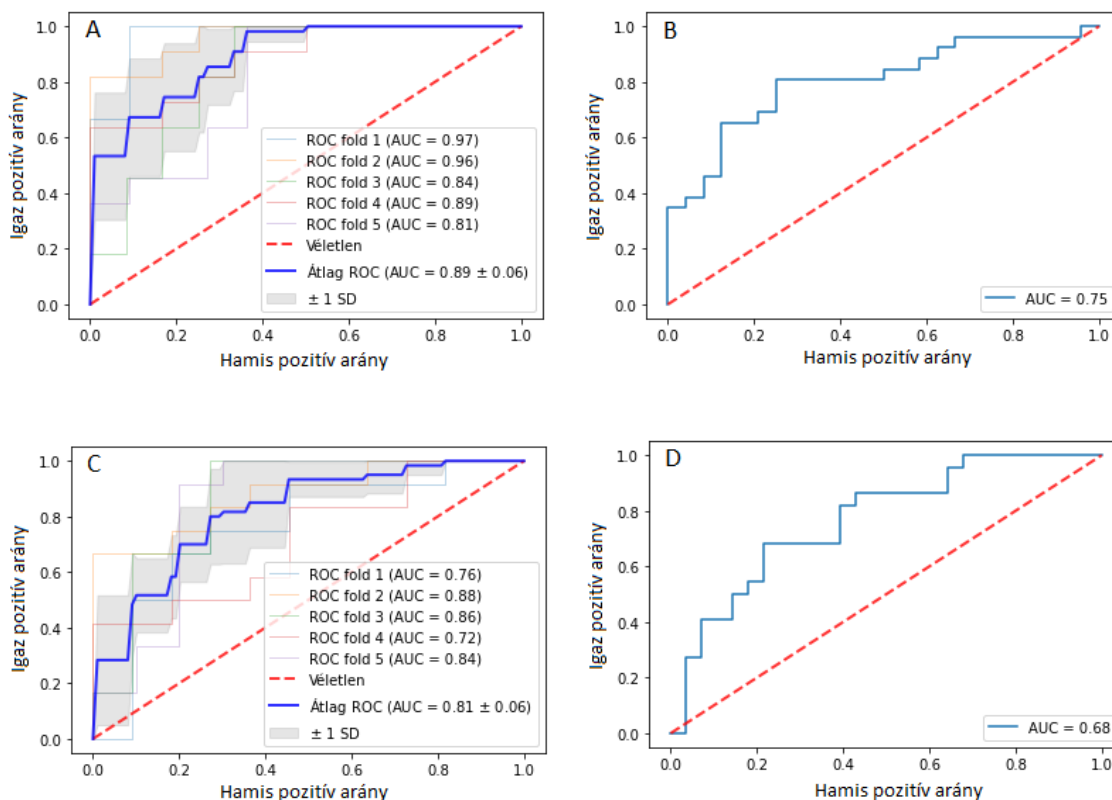 A
Igaz pozitív arány
1.0
0.8
0.6
0.4
0.2
0.0
ROC fold 1 (AUC = 0.97)
ROC fold 2 (AUC = 0.96)
ROC fold 3 (AUC = 0.84)
ROC fold 4 (AUC = 0.89)
ROC fold 5 (AUC = 0.81)
Véletlen
Átlag ROC (AUC = 0.89 ± 0.06)
± 1 SD
0.0 0.2 0.4 0.6 0.8 1.0
Hamis pozitív arány
B
Igaz pozitív arány
1.0
0.8
0.6
0.4
0.2
0.0
AUC = 0.75
0.0 0.2 0.4 0.6 0.8 1.0
Hamis pozitív arány
C
Igaz pozitív arány
1.0
0.8
0.6
0.4
0.2
0.0
ROC fold 1 (AUC = 0.76)
ROC fold 2 (AUC = 0.88)
ROC fold 3 (AUC = 0.86)
ROC fold 4 (AUC = 0.72)
ROC fold 5 (AUC = 0.84)
Véletlen
Átlag ROC (AUC = 0.81 ± 0.06)
± 1 SD
0.0 0.2 0.4 0.6 0.8 1.0
Hamis pozitív arány
D
Igaz pozitív arány
1.0
0.8
0.6
0.4
0.2
0.0
AUC = 0.68
0.0 0.2 0.4 0.6 0.8 1.0
Hamis pozitív arány